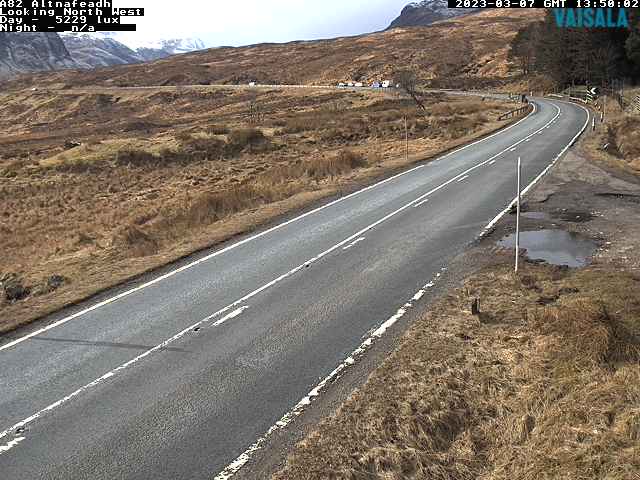 A82 Altnafeadh
Looking North West
Day - 5229 lux
Night - n/a
2023-03-07 GMT 13:50:02
VAISALA